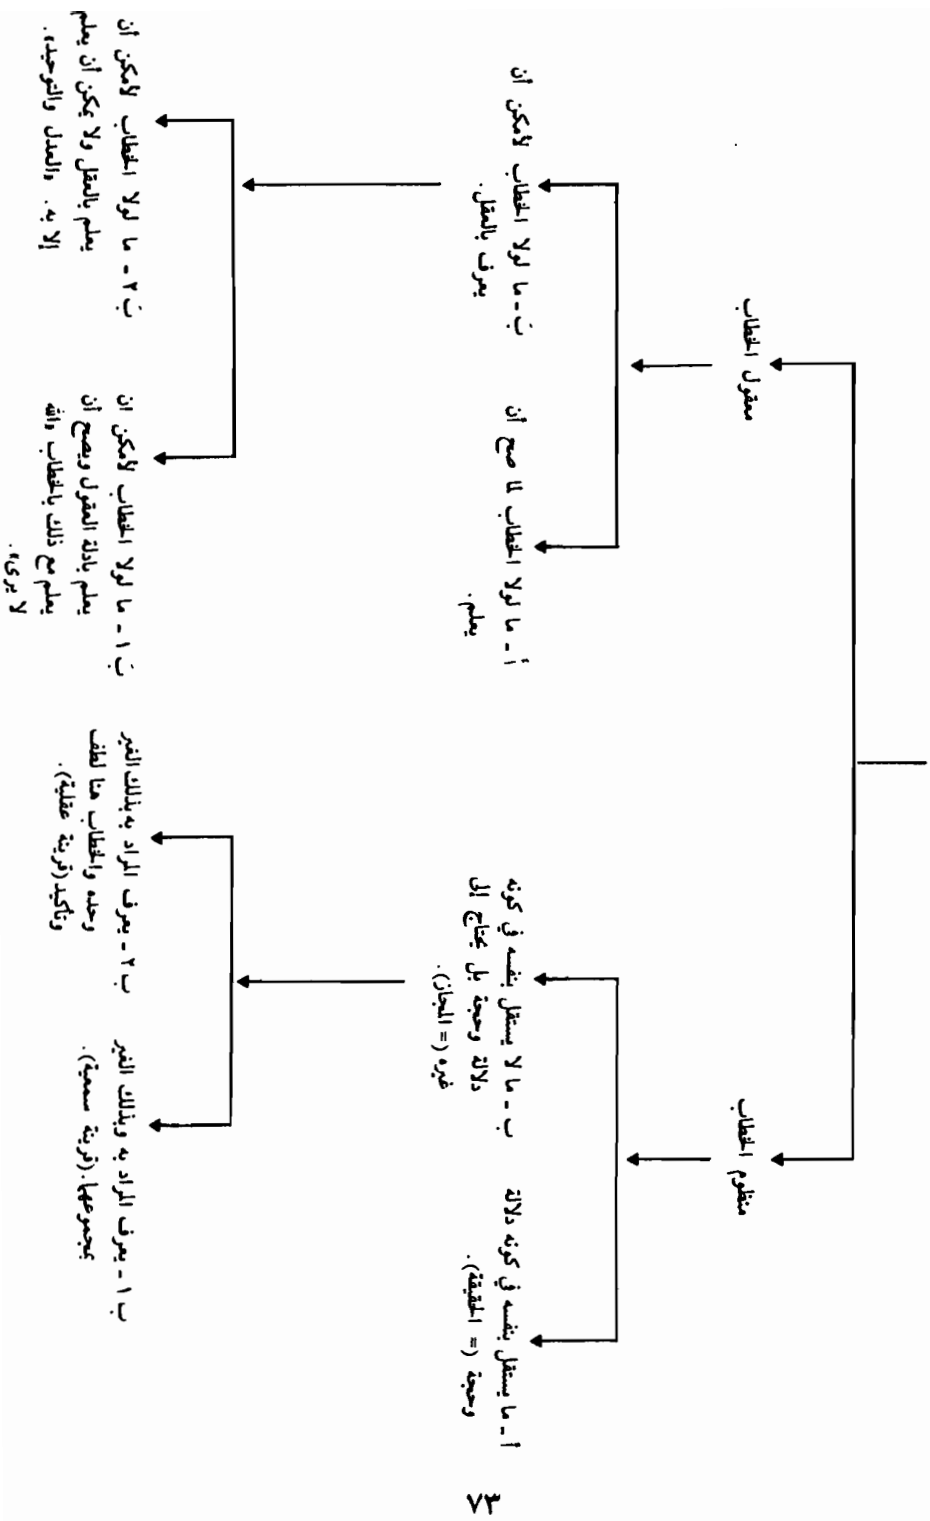 منظوم الخطاب
معقول الخطاب
أ - ما يستقل بنفسه في كونه دلالة
وحجة (= الحقيقة).
ب - ما لا يستقل بنفسه في كونه
دلالة وحجة بل يحتاج إلى
غيره (= المجاز).
أ - ما لولا الخطاب لما صح أن
يعلم.
بَ - ما لولا الخطاب لأمكن أن
يعرف بالعقل.
ب ١ - يعرف المراد به وبذلك الغير
بمجموعهما. (قرينة سمعية).
ب ٢ - يعرف المراد به بذلك الغير
وحده والخطاب هنا لطف
وتأكيد (قرينة عقلية).
بَ ١ - ما لولا الخطاب لأمكن ان
يعلم بادلة العقول ويصح أن
يعلم مع ذلك بالخطاب «الله
لا يرى».
بَ ٢ - ما لولا الخطاب لأمكن أن
يعلم بالعقل ولا يمكن أن يعلم
إلا به. «العدل والتوحيد».
٧٣